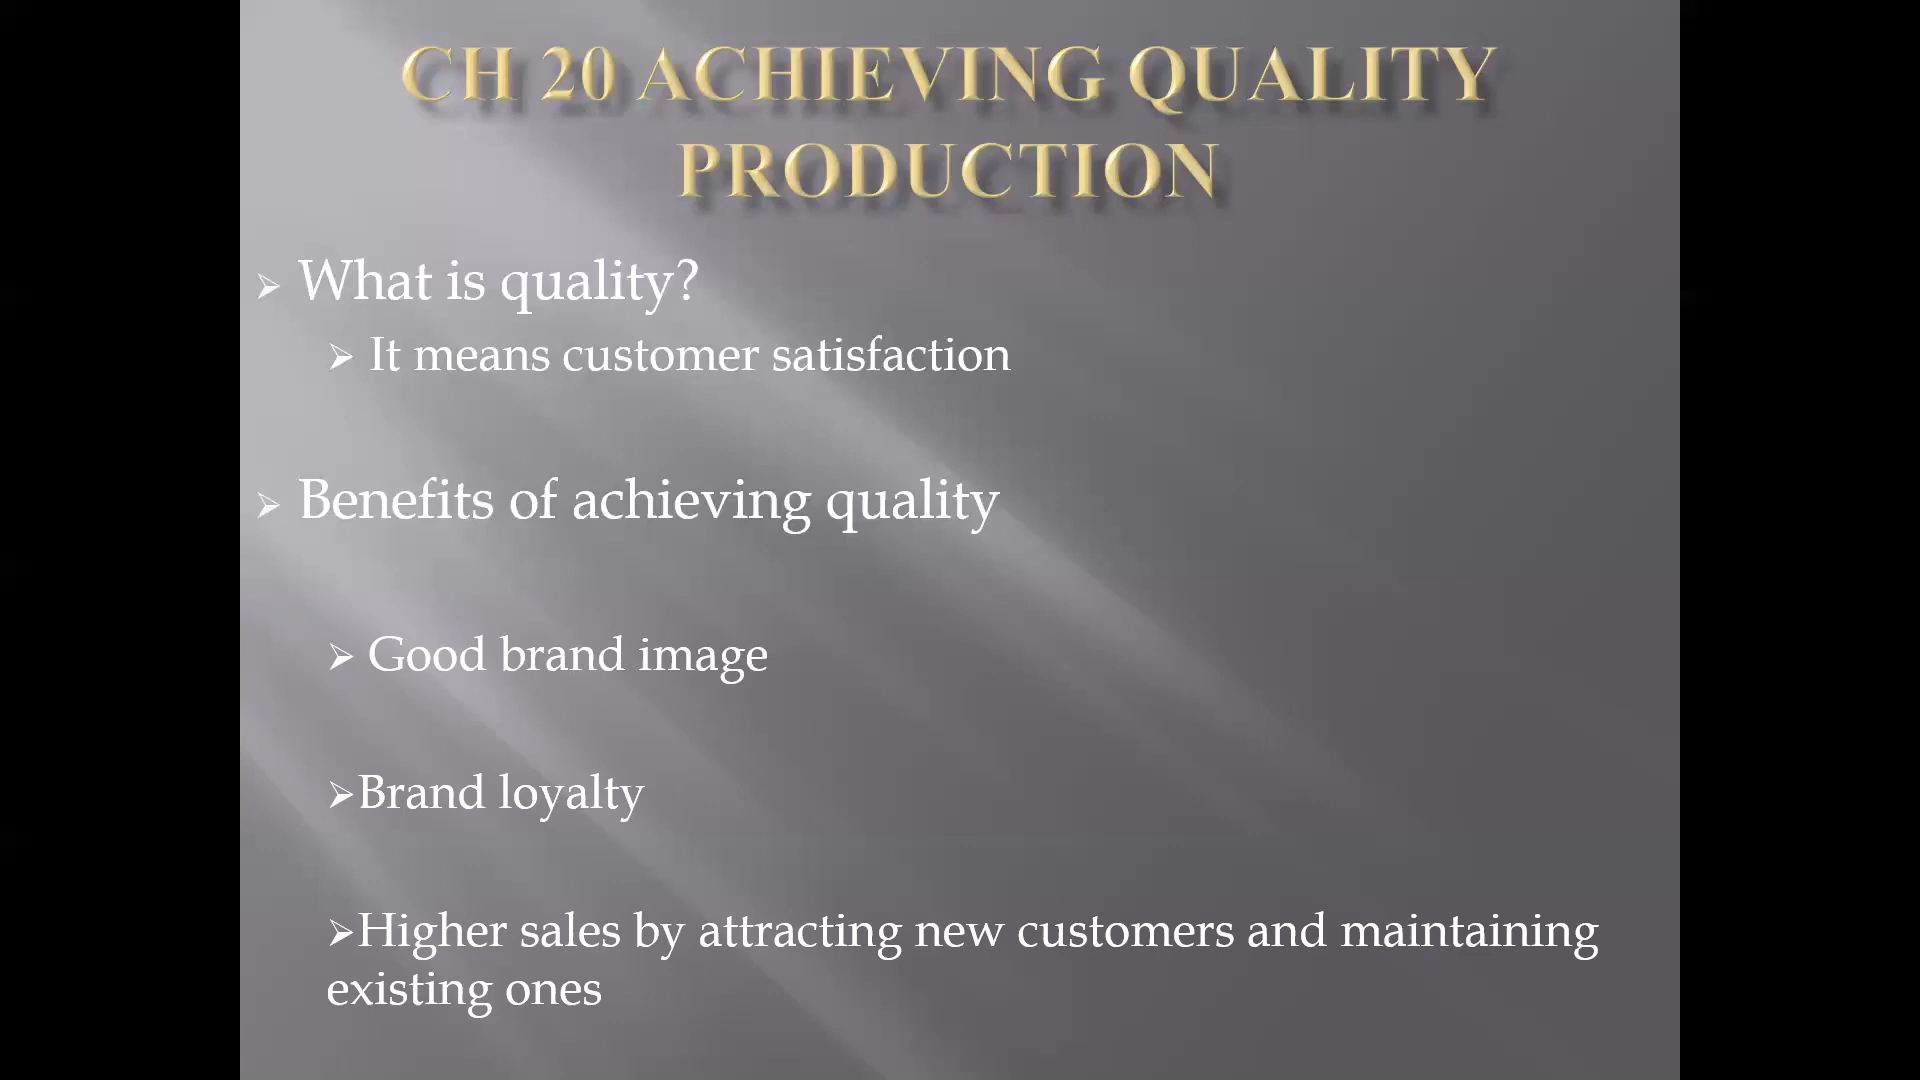 CH 20 ACHIEVING QUALITY
PRODUCTION
➢ What is quality?
➢ It means customer satisfaction
➢ Benefits of achieving quality
➢ Good brand image
➢Brand loyalty
➢Higher sales by attracting new customers and maintaining
existing ones